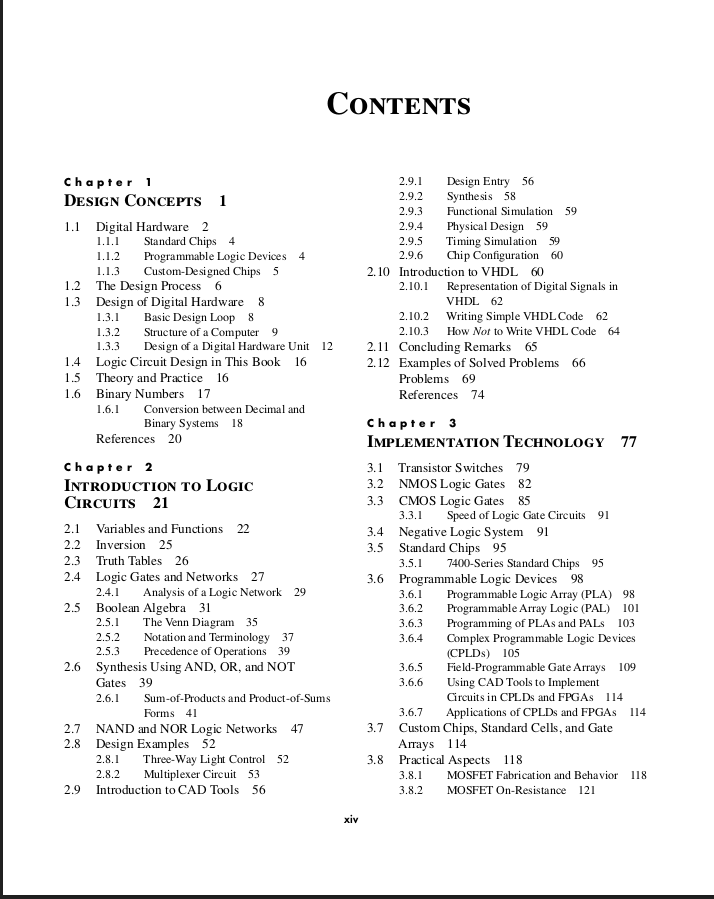 CONTENTS
Chapter 1
DESIGN CONCEPTS 1
1.1 Digital Hardware 2
1.1.1 Standard Chips 4
1.1.2 Programmable Logic Devices 4
1.1.3 Custom-Designed Chips 5
1.2 The Design Process 6
1.3 Design of Digital Hardware 8
1.3.1 Basic Design Loop 8
1.3.2 Structure of a Computer 9
1.3.3 Design of a Digital Hardware Unit 12
1.4 Logic Circuit Design in This Book 16
1.5 Theory and Practice 16
1.6 Binary Numbers 17
1.6.1 Conversion between Decimal and
Binary Systems 18
References 20
Chapter 2
INTRODUCTION TO LOGIC
CIRCUITS 21
2.1 Variables and Functions 22
2.2 Inversion 25
2.3 Truth Tables 26
2.4 Logic Gates and Networks 27
2.4.1 Analysis of a Logic Network 29
2.5 Boolean Algebra 31
2.5.1 The Venn Diagram 35
2.5.2 Notation and Terminology 37
2.5.3 Precedence of Operations 39
2.6 Synthesis Using AND, OR, and NOT
Gates 39
2.6.1 Sum-of-Products and Product-of-Sums
Forms 41
2.7 NAND and NOR Logic Networks 47
2.8 Design Examples 52
2.8.1 Three-Way Light Control 52
2.8.2 Multiplexer Circuit 53
2.9 Introduction to CAD Tools 56
2.9.1 Design Entry 56
2.9.2 Synthesis 58
2.9.3 Functional Simulation 59
2.9.4 Physical Design 59
2.9.5 Timing Simulation 59
2.9.6 Chip Configuration 60
2.10 Introduction to VHDL 60
2.10.1 Representation of Digital Signals in
VHDL 62
2.10.2 Writing Simple VHDL Code 62
2.10.3 How Not to Write VHDL Code 64
2.11 Concluding Remarks 65
2.12 Examples of Solved Problems 66
Problems 69
References 74
Chapter 3
IMPLEMENTATION TECHNOLOGY 77
3.1 Transistor Switches 79
3.2 NMOS Logic Gates 82
3.3 CMOS Logic Gates 85
3.3.1 Speed of Logic Gate Circuits 91
3.4 Negative Logic System 91
3.5 Standard Chips 95
3.5.1 7400-Series Standard Chips 95
3.6 Programmable Logic Devices 98
3.6.1 Programmable Logic Array (PLA) 98
3.6.2 Programmable Array Logic (PAL) 101
3.6.3 Programming of PLAs and PALs 103
3.6.4 Complex Programmable Logic Devices
(CPLDs) 105
3.6.5 Field-Programmable Gate Arrays 109
3.6.6 Using CAD Tools to Implement
Circuits in CPLDs and FPGAs 114
3.6.7 Applications of CPLDs and FPGAs 114
3.7 Custom Chips, Standard Cells, and Gate
Arrays 114
3.8 Practical Aspects 118
3.8.1 MOSFET Fabrication and Behavior 118
3.8.2 MOSFET On-Resistance 121
xiv